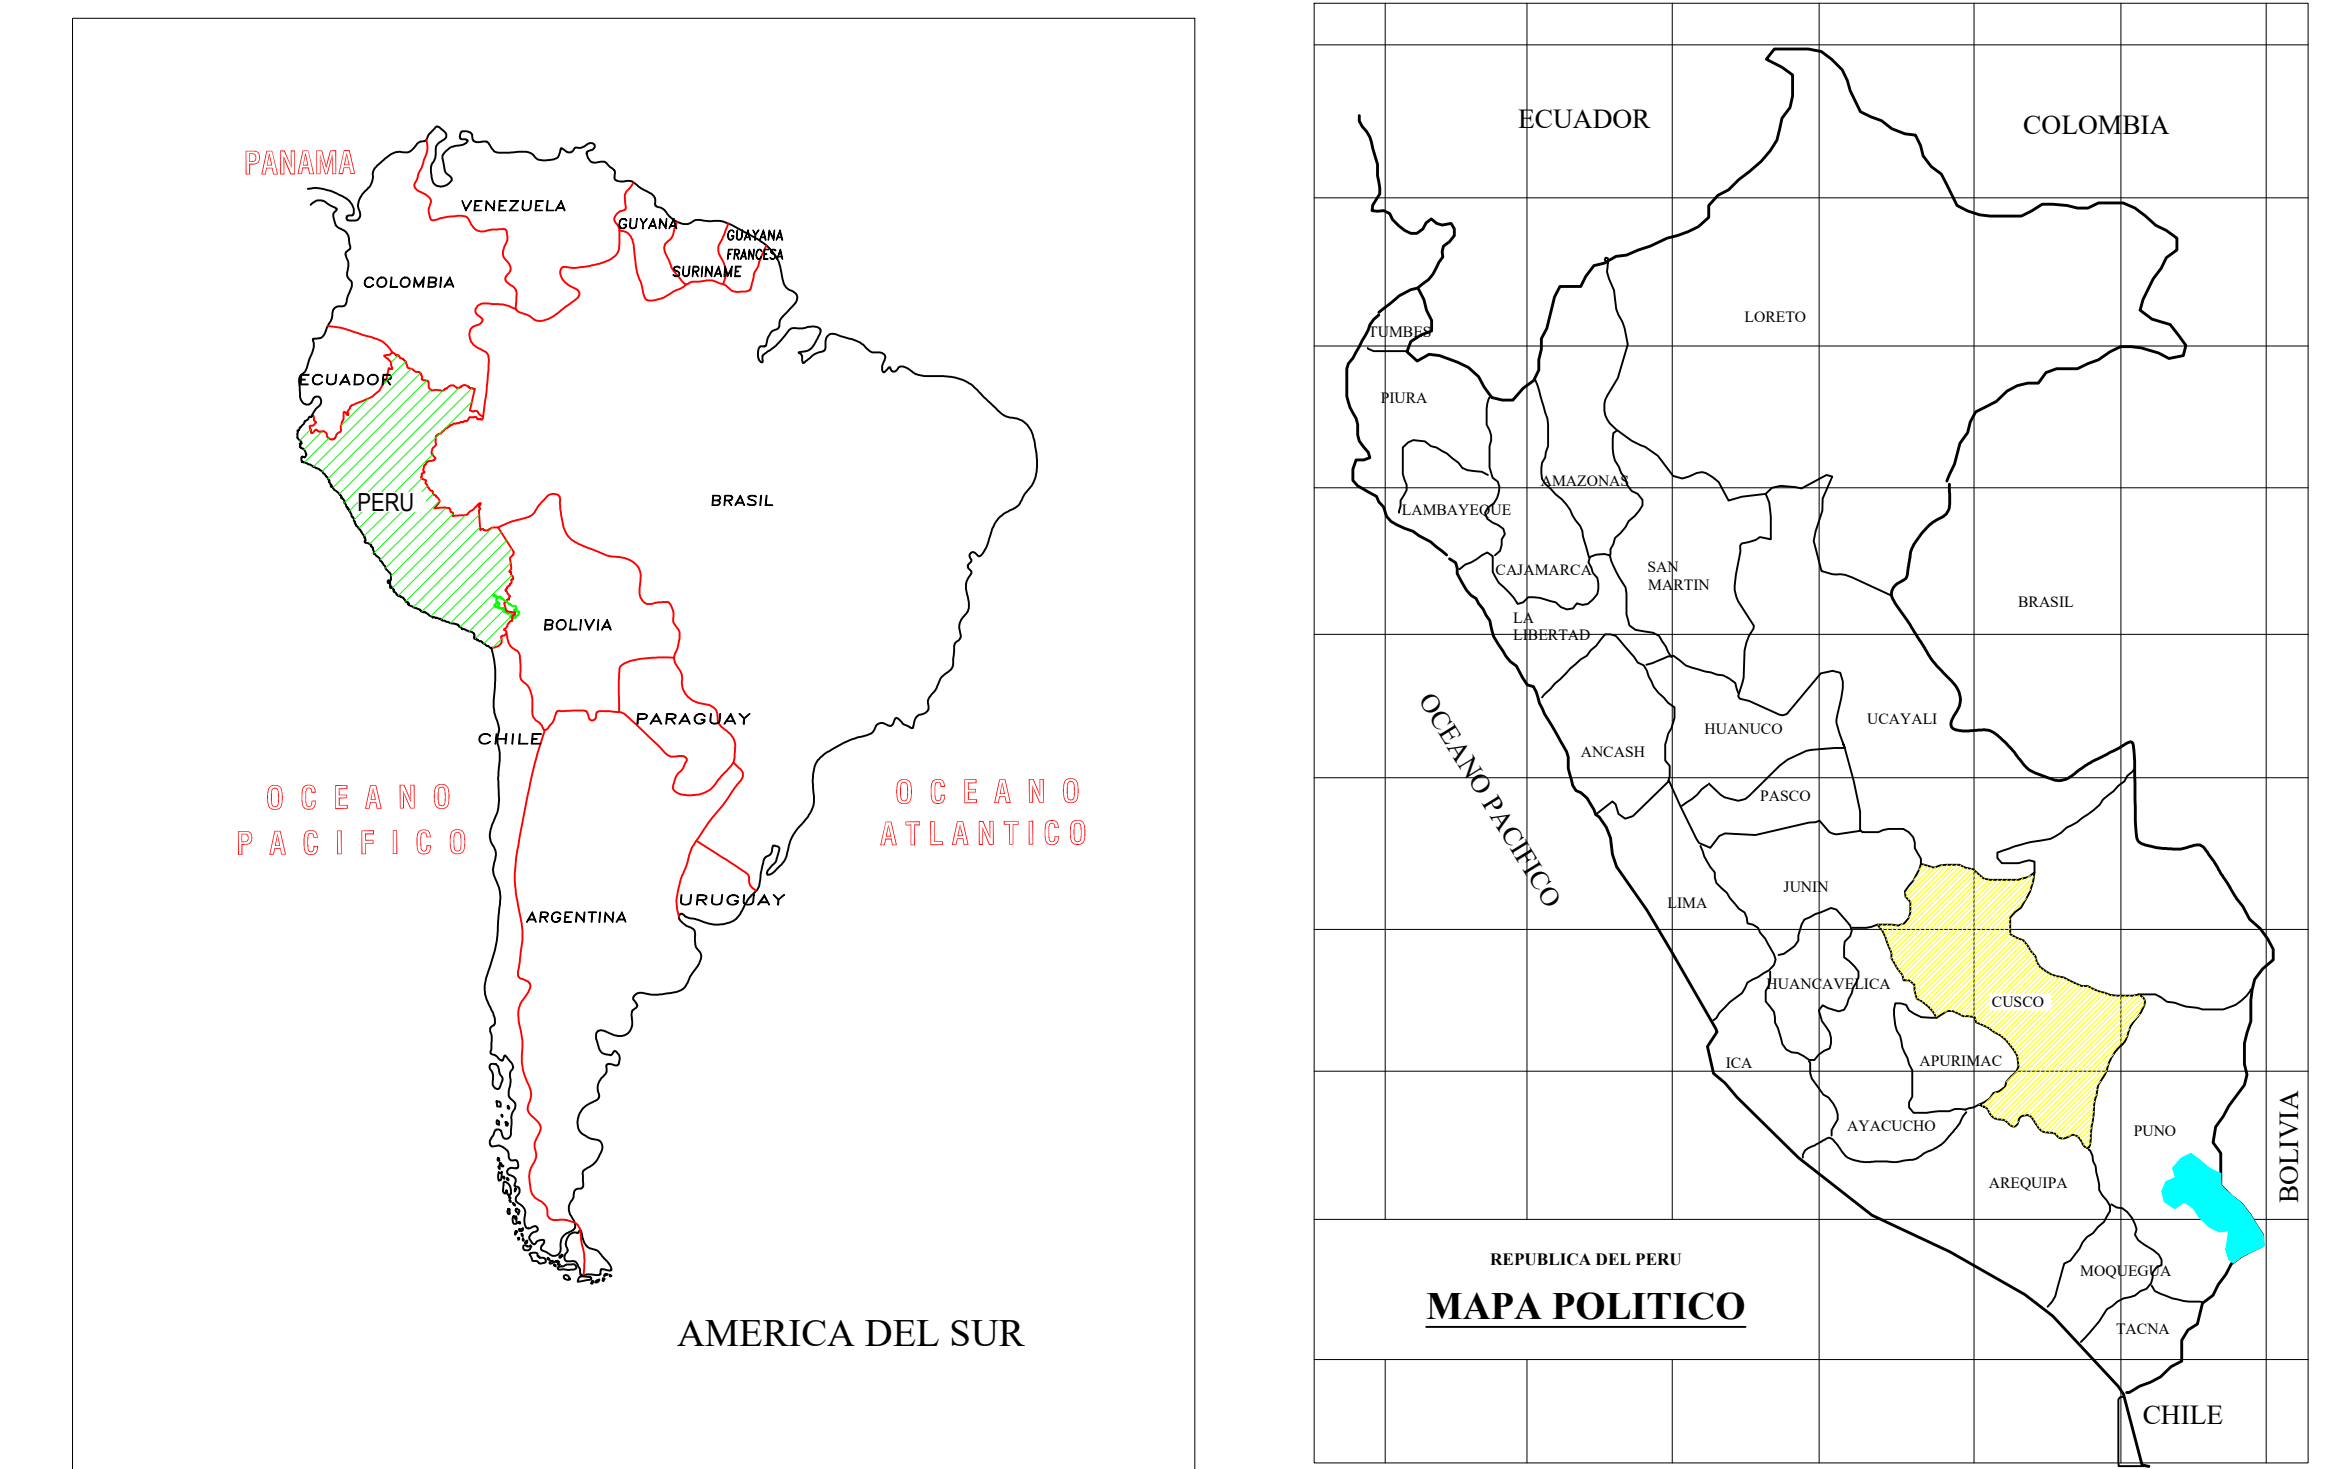 PANAMA
VENEZUELA
GUYANA
GUAYANA
FRANCESA
SURINAME
COLOMBIA
ECUADOR
PERU
BRASIL
BOLIVIA
PARAGUAY
CHILE
OCEANO
PACIFICO
OCEANO
ATLANTICO
URUGUAY
ARGENTINA
AMERICA DEL SUR
ECUADOR
COLOMBIA
LORETO
TUMBES
PIURA
AMAZONAS
LAMBAYEQUE
CAJAMARCA
SAN
MARTIN
BRASIL
LA
LIBERTAD
OCEANO PACIFICO
HUANUCO
UCAYALI
ANCASH
PASCO
JUNIN
LIMA
HUANCAVELICA
CUSCO
ICA
APURIMAC
AYACUCHO
PUNO
BOLIVIA
AREQUIPA
MOQUEGUA
TACNA
REPUBLICA DEL PERU
MAPA POLITICO
CHILE